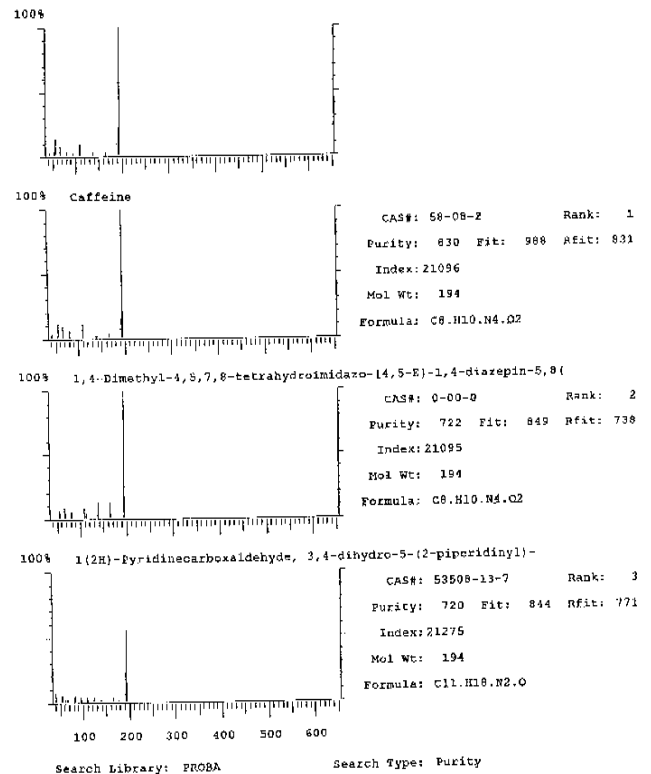 100%
100% Caffeine
CAS#: 58-08-2 Rank: 1
Purity: 830 Fit: 988 Rfit: 831
Index: 21096
Mol Wt: 194
Formula: C8.H10.N4.O2
100% 1,4-Dimethyl-4,5,7,8-tetrahydroimidazo-[4,5-E)-1,4-diazepin-5,8(
CAS#: 0-00-0 Rank: 2
Purity: 722 Fit: 849 Rfit: 738
Index: 21095
Mol Wt: 194
Formula: C8.H10.N4.O2
100% 1(2H)-Pyridinecarboxaldehyde, 3,4-dihydro-5-(2-piperidinyl)-
CAS#: 53508-13-7 Rank: 3
Purity: 720 Fit: 844 Rfit: 771
Index: 21275
Mol Wt: 194
Formula: C11.H18.N2.O
100 200 300 400 500 600
Search Library: PROBA Search Type: Purity